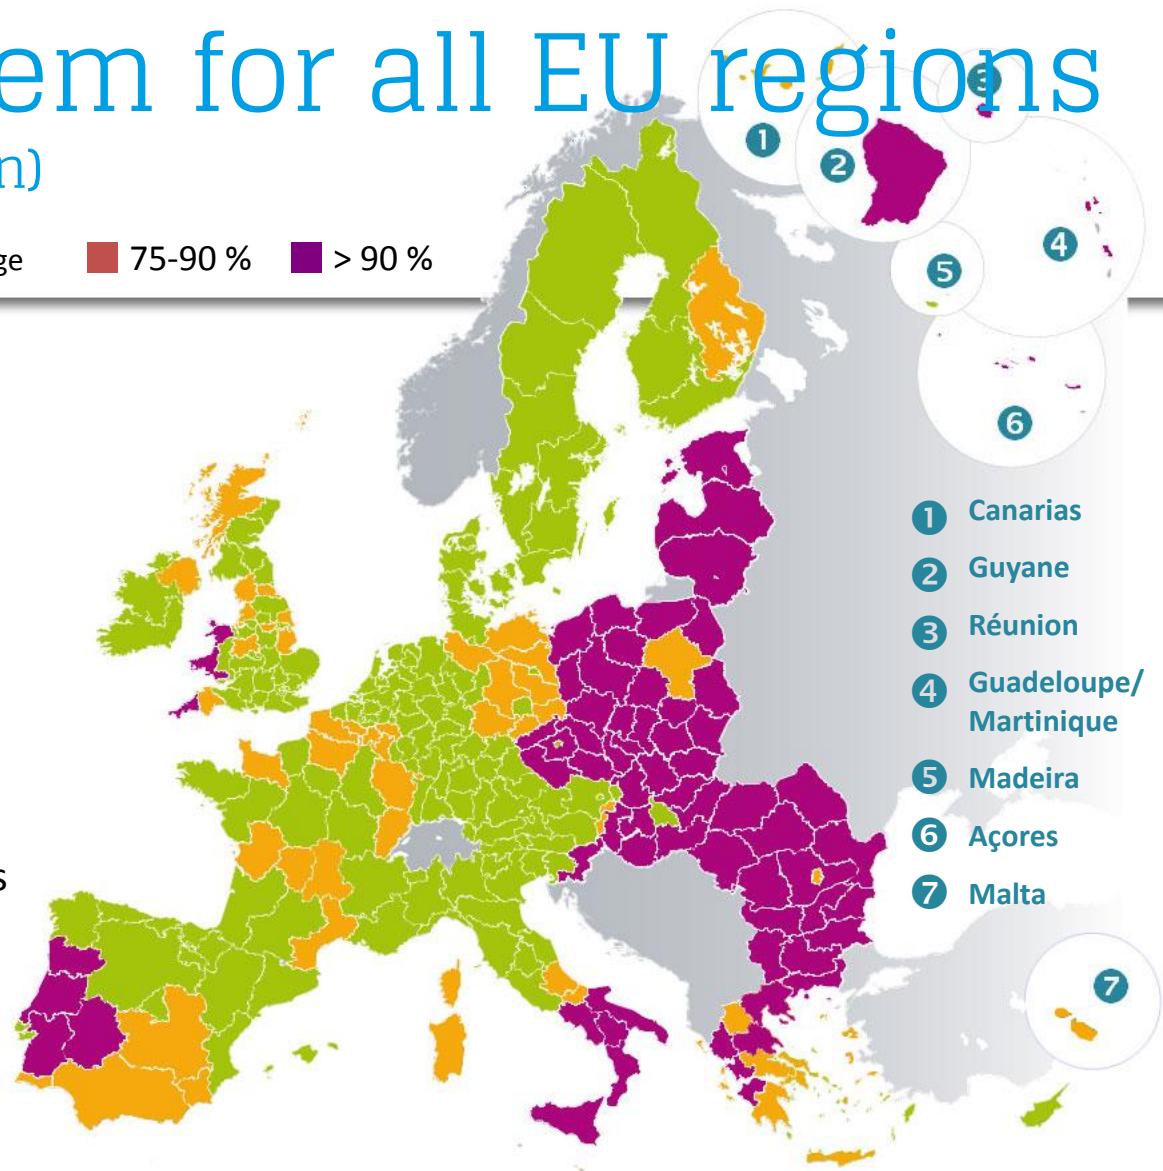 em for all EU regions
n)
ge
75-90 %
> 90 %
s
1
2
3
4
5
6
7
1 Canarias
2 Guyane
3 Réunion
4 Guadeloupe/
Martinique
5 Madeira
6 Açores
7 Malta